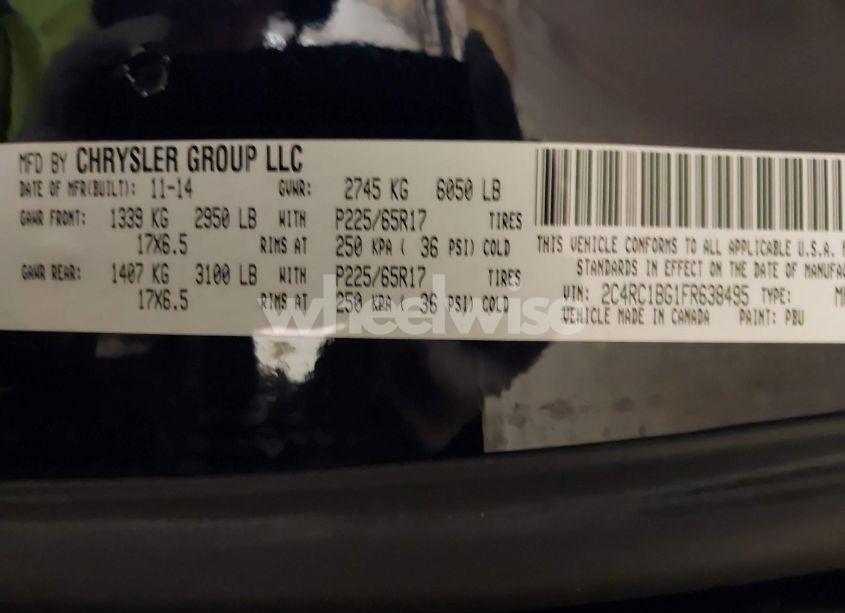 MFD BY CHRYSLER GROUP LLC
DATE OF MFR(BUILT): 11-14 GVWR: 2745 KG 6050 LB
GAWR FRONT: 1339 KG 2950 LB WITH P225/65R17 TIRES
17X6.5 RIMS AT 250 KPA ( 36 PSI) COLD
GAWR REAR: 1407 KG 3100 LB WITH P225/65R17 TIRES
17X6.5 RIMS AT 250 KPA ( 36 PSI) COLD
THIS VEHICLE CONFORMS TO ALL APPLICABLE U.S.A.
STANDARDS IN EFFECT ON THE DATE OF MANUFAC
VIN: 2C4RC1BG1FR638495 TYPE:
VEHICLE MADE IN CANADA PAINT: PBU
wheelwise